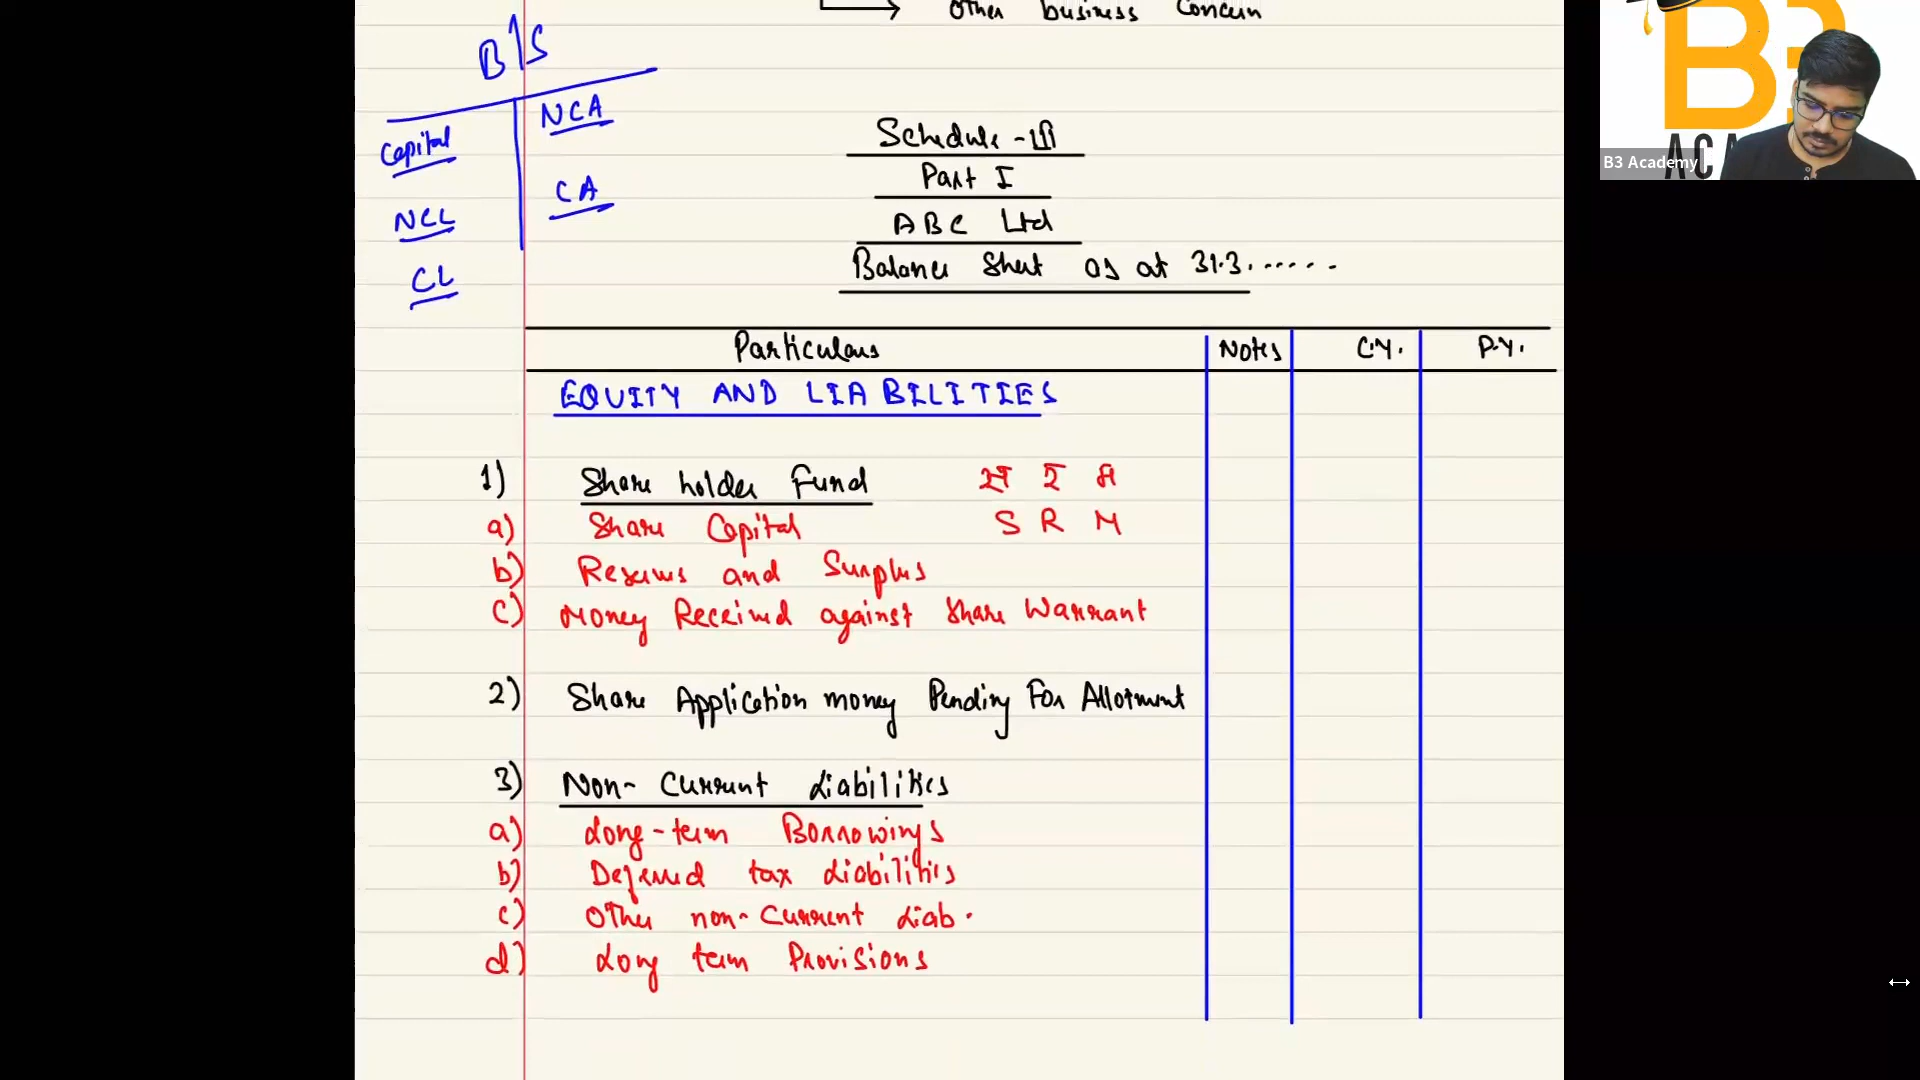 Other business Concern
B/S
Capital
NCA
NCL
CA
CL
Schedule - III
Part I
ABC Ltd
Balance Sheet as at 31.3.......
Particulars Notes C.Y. P.Y.
EQUITY AND LIABILITIES
1) Share holder Fund स र म
a) Share Capital S R M
b) Reserves and Surplus
c) Money Received against Share Warrant
2) Share Application money Pending For Allotment
3) Non-Current Liabilities
a) Long-term Borrowings
b) Deferred tax Liabilities
c) Other non-Current Liab.
d) Long term Provisions
B3
ACA
B3 Academy